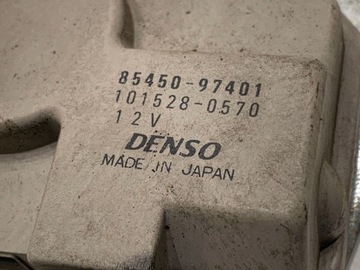 85450-97401
101528-0570
12V
DENSO
MADE IN JAPAN